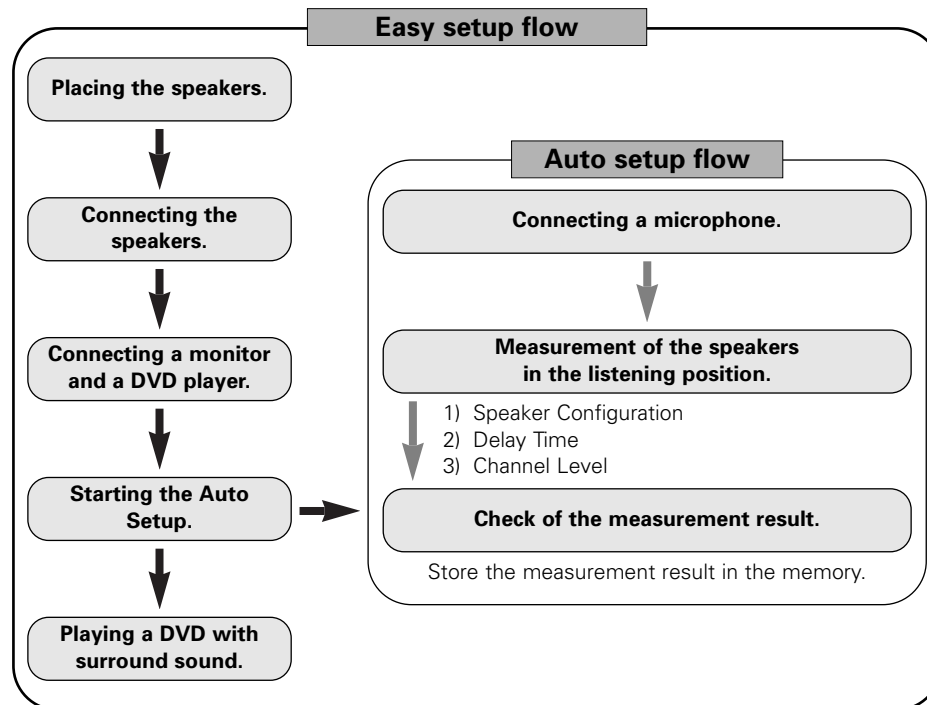 Easy setup flow
Placing the speakers.
Connecting the
speakers.
Connecting a monitor
and a DVD player.
Starting the Auto
Setup.
Playing a DVD with
surround sound.
Auto setup flow
Connecting a microphone.
Measurement of the speakers
in the listening position.
1) Speaker Configuration
2) Delay Time
3) Channel Level
Check of the measurement result.
Store the measurement result in the memory.